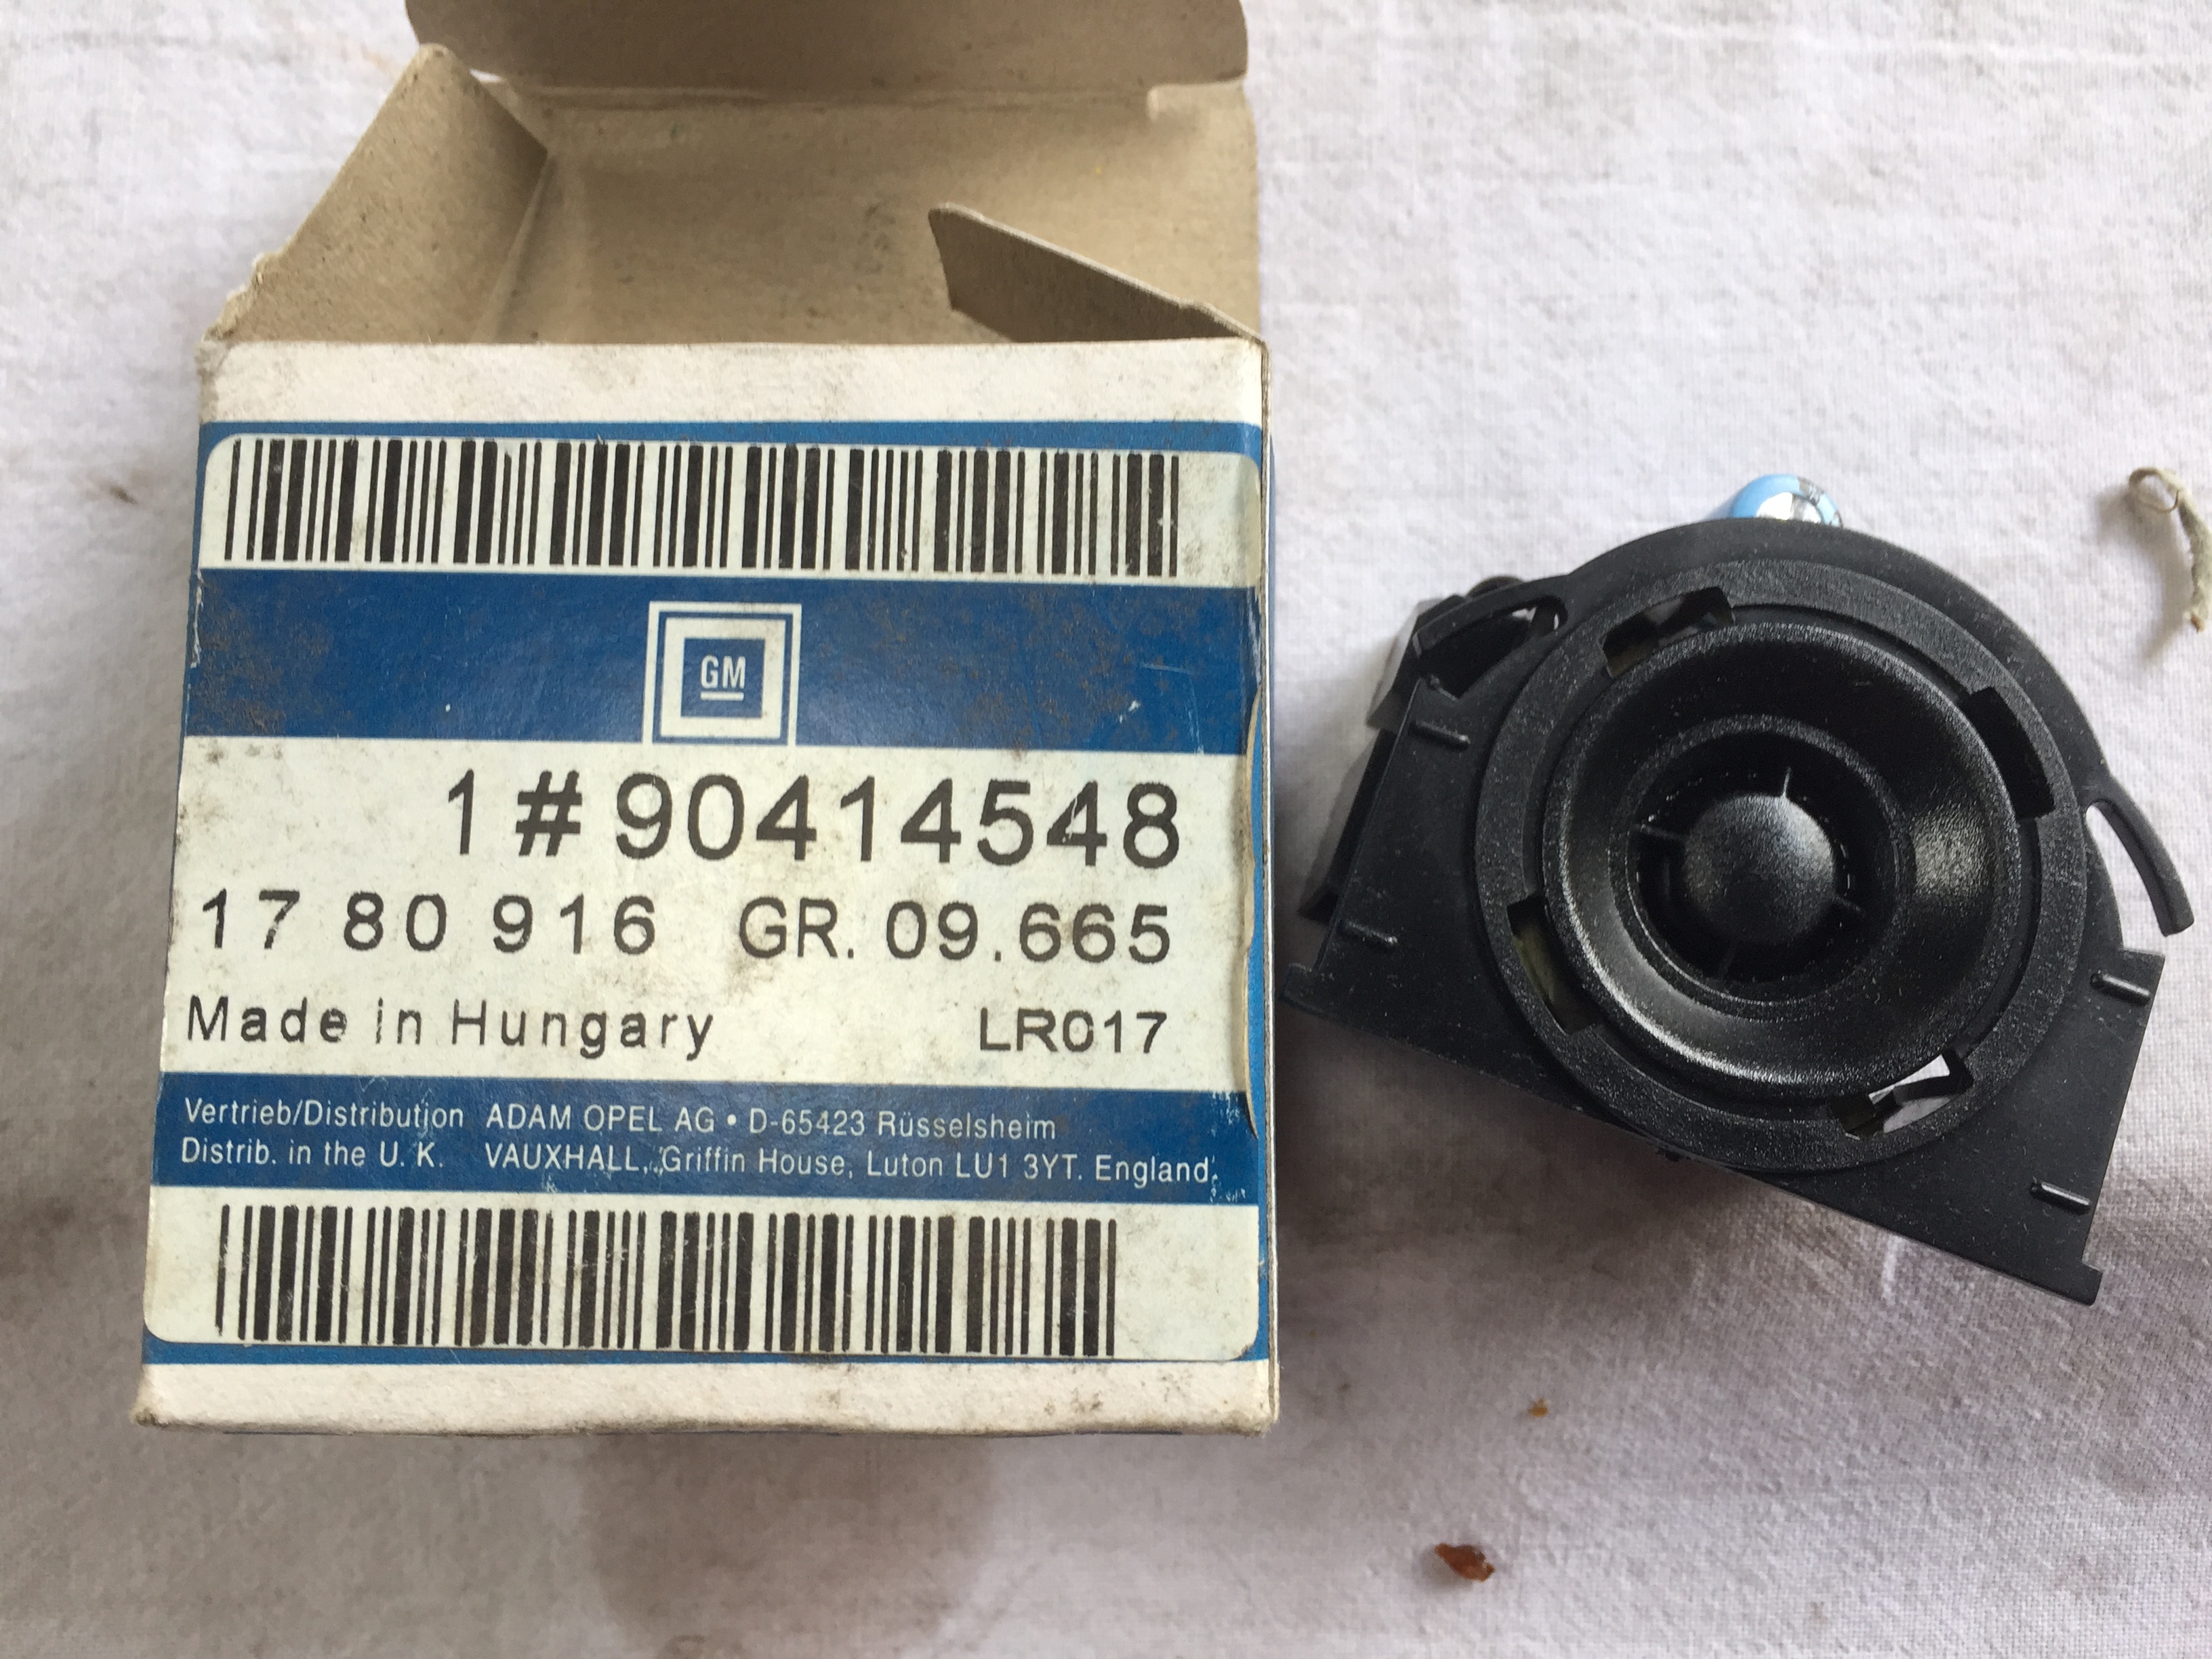 GM
1 # 90414548
17 80 916 GR. 09.665
Made in Hungary LR017
Vertrieb/Distribution ADAM OPEL AG • D-65423 Rüsselsheim
Distrib. in the U. K. VAUXHALL, Griffin House, Luton LU1 3YT. England.